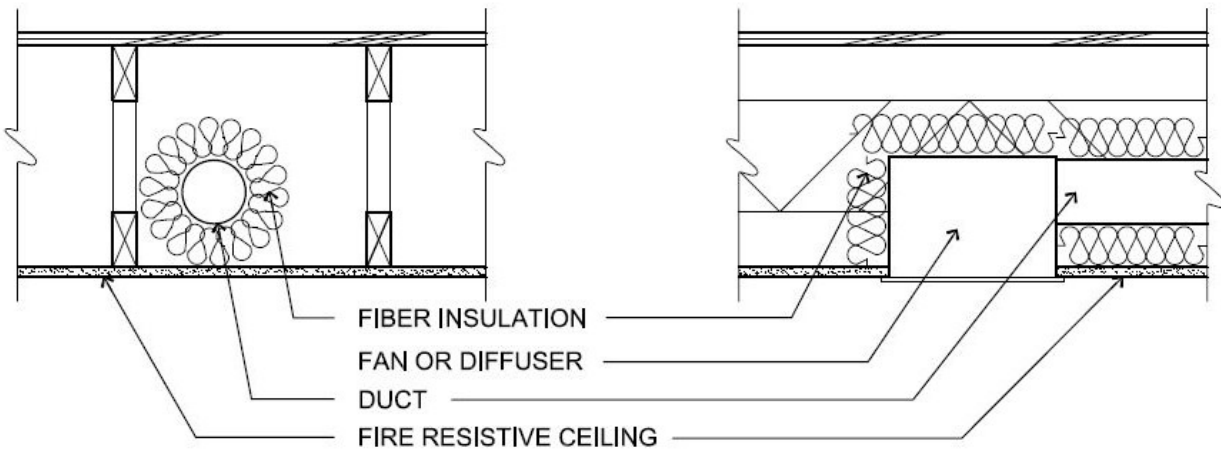 FIBER INSULATION
FAN OR DIFFUSER
DUCT
FIRE RESISTIVE CEILING